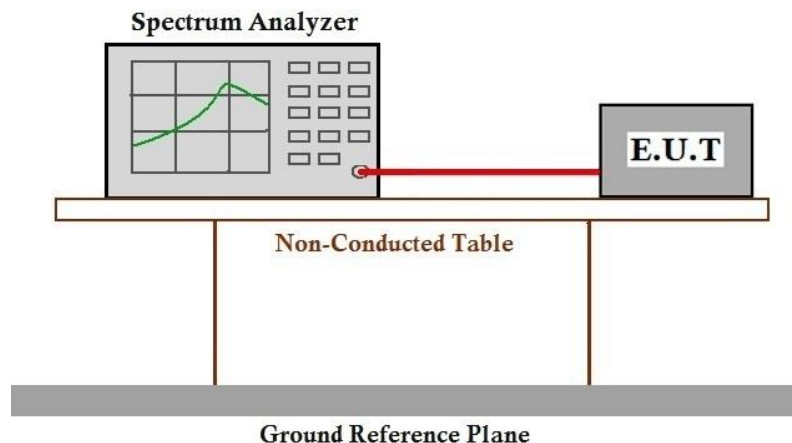 Spectrum Analyzer
E.U.T
Non-Conducted Table
Ground Reference Plane